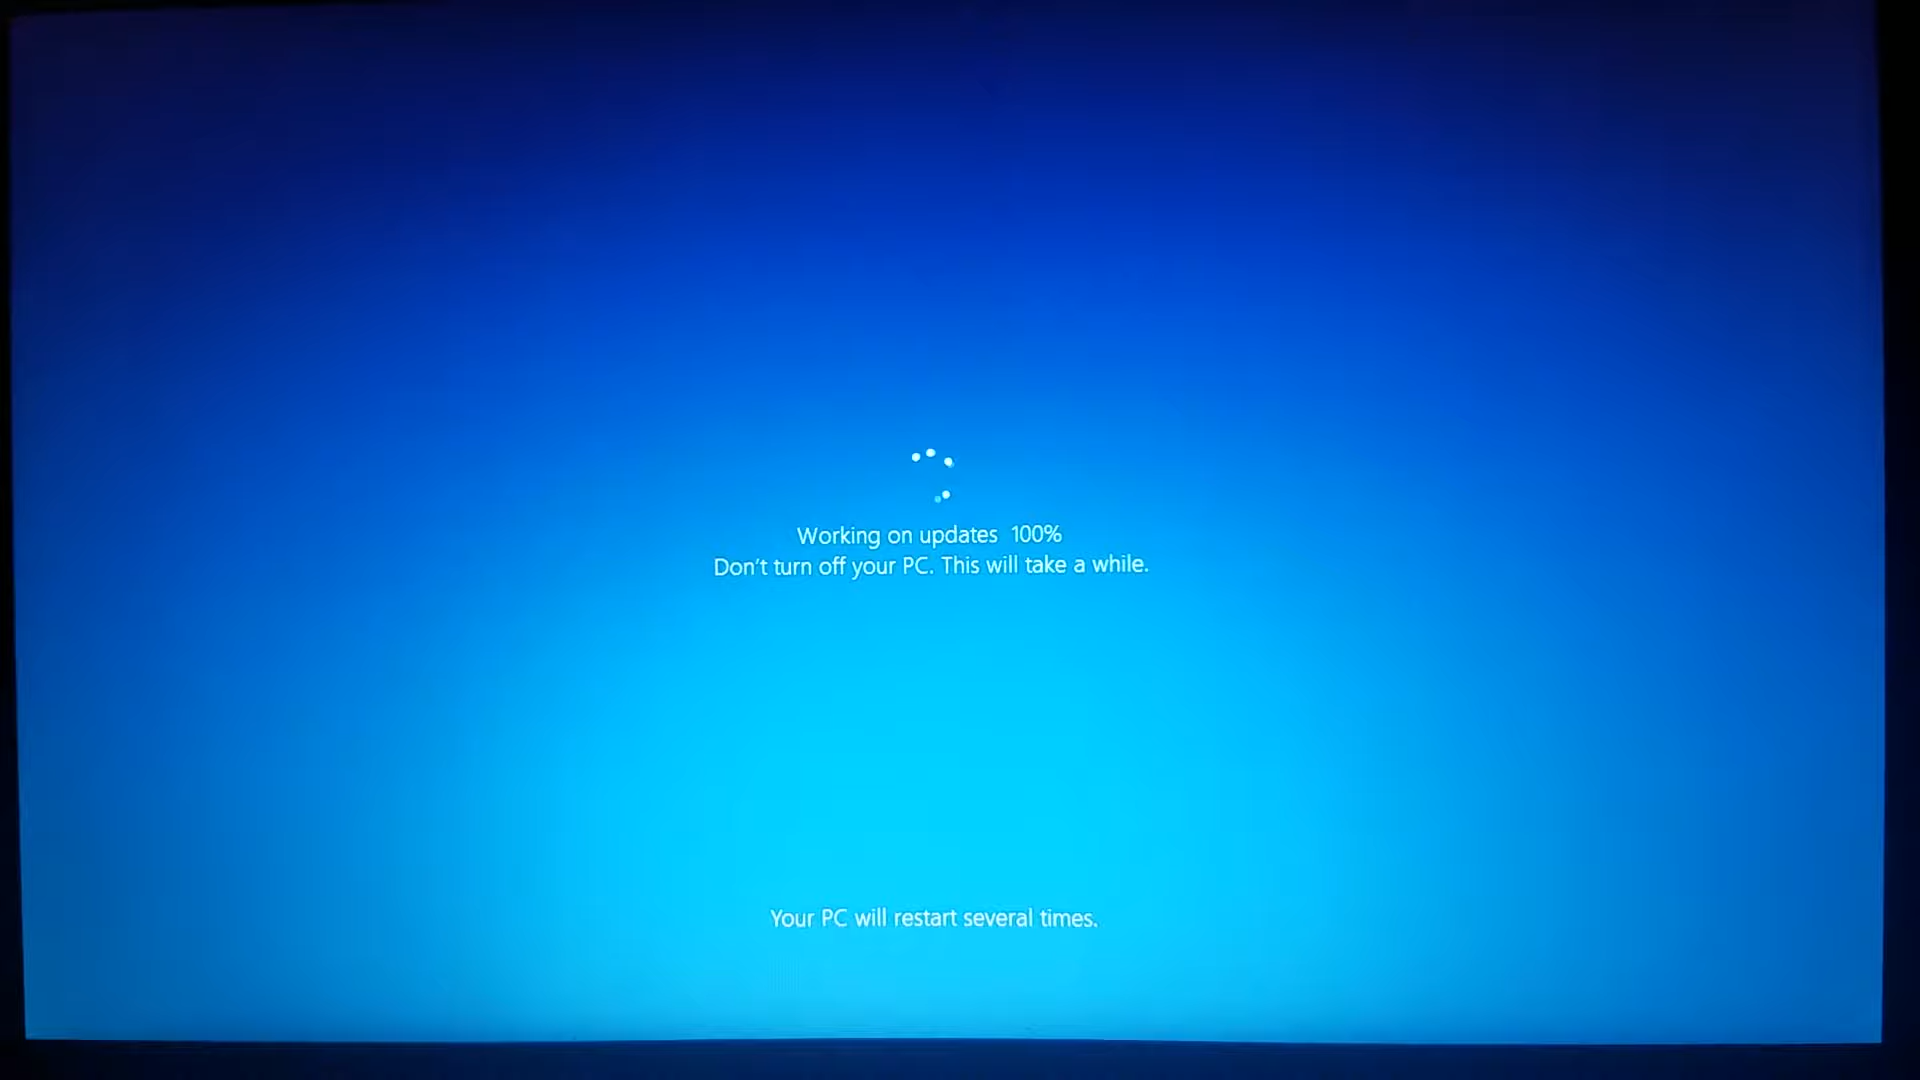 Working on updates 100%
Don't turn off your PC. This will take a while.
Your PC will restart several times.